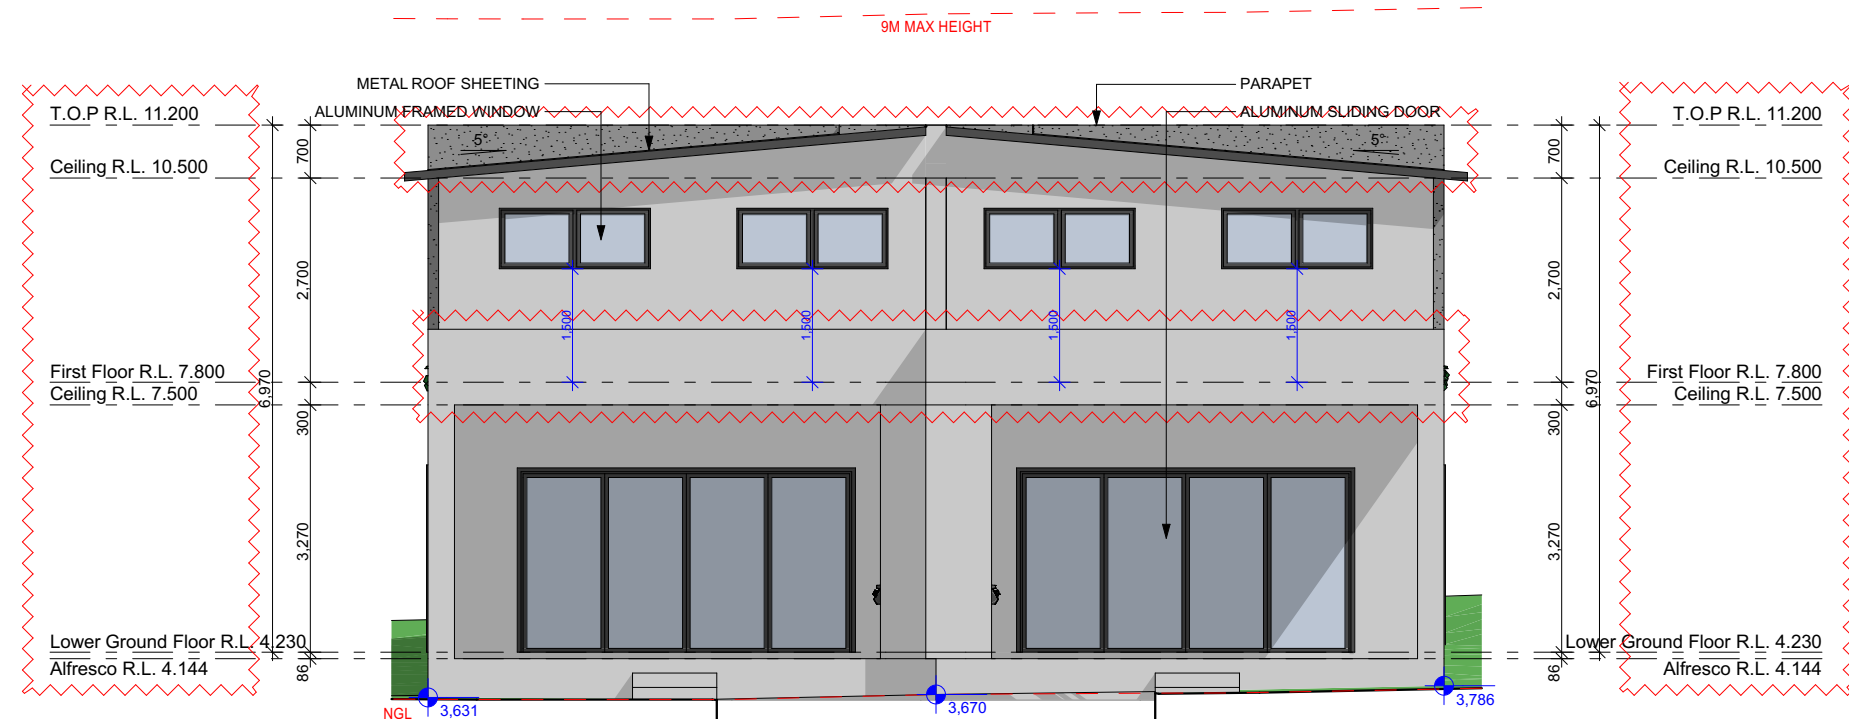 9M MAX HEIGHT
METAL ROOF SHEETING
PARAPET
ALUMINUM FRAMED WINDOW
ALUMINUM SLIDING DOOR
T.O.P R.L. 11.200
T.O.P R.L. 11.200
5°
5°
700
700
Ceiling R.L. 10.500
Ceiling R.L. 10.500
2,700
2,700
1,500
1,500
1,500
1,500
First Floor R.L. 7.800
First Floor R.L. 7.800
Ceiling R.L. 7.500
Ceiling R.L. 7.500
6,970
6,970
300
300
3,270
3,270
Lower Ground Floor R.L. 4.230
Lower Ground Floor R.L. 4.230
Alfresco R.L. 4.144
Alfresco R.L. 4.144
86
86
NGL
3,631
3,670
3,786